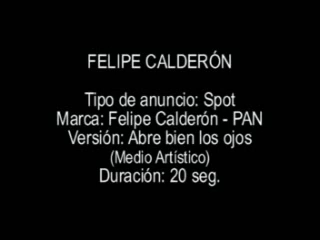 FELIPE CALDERÓN
Tipo de anuncio: Spot
Marca: Felipe Calderón - PAN
Versión: Abre bien los ojos
(Medio Artístico)
Duración: 20 seg.